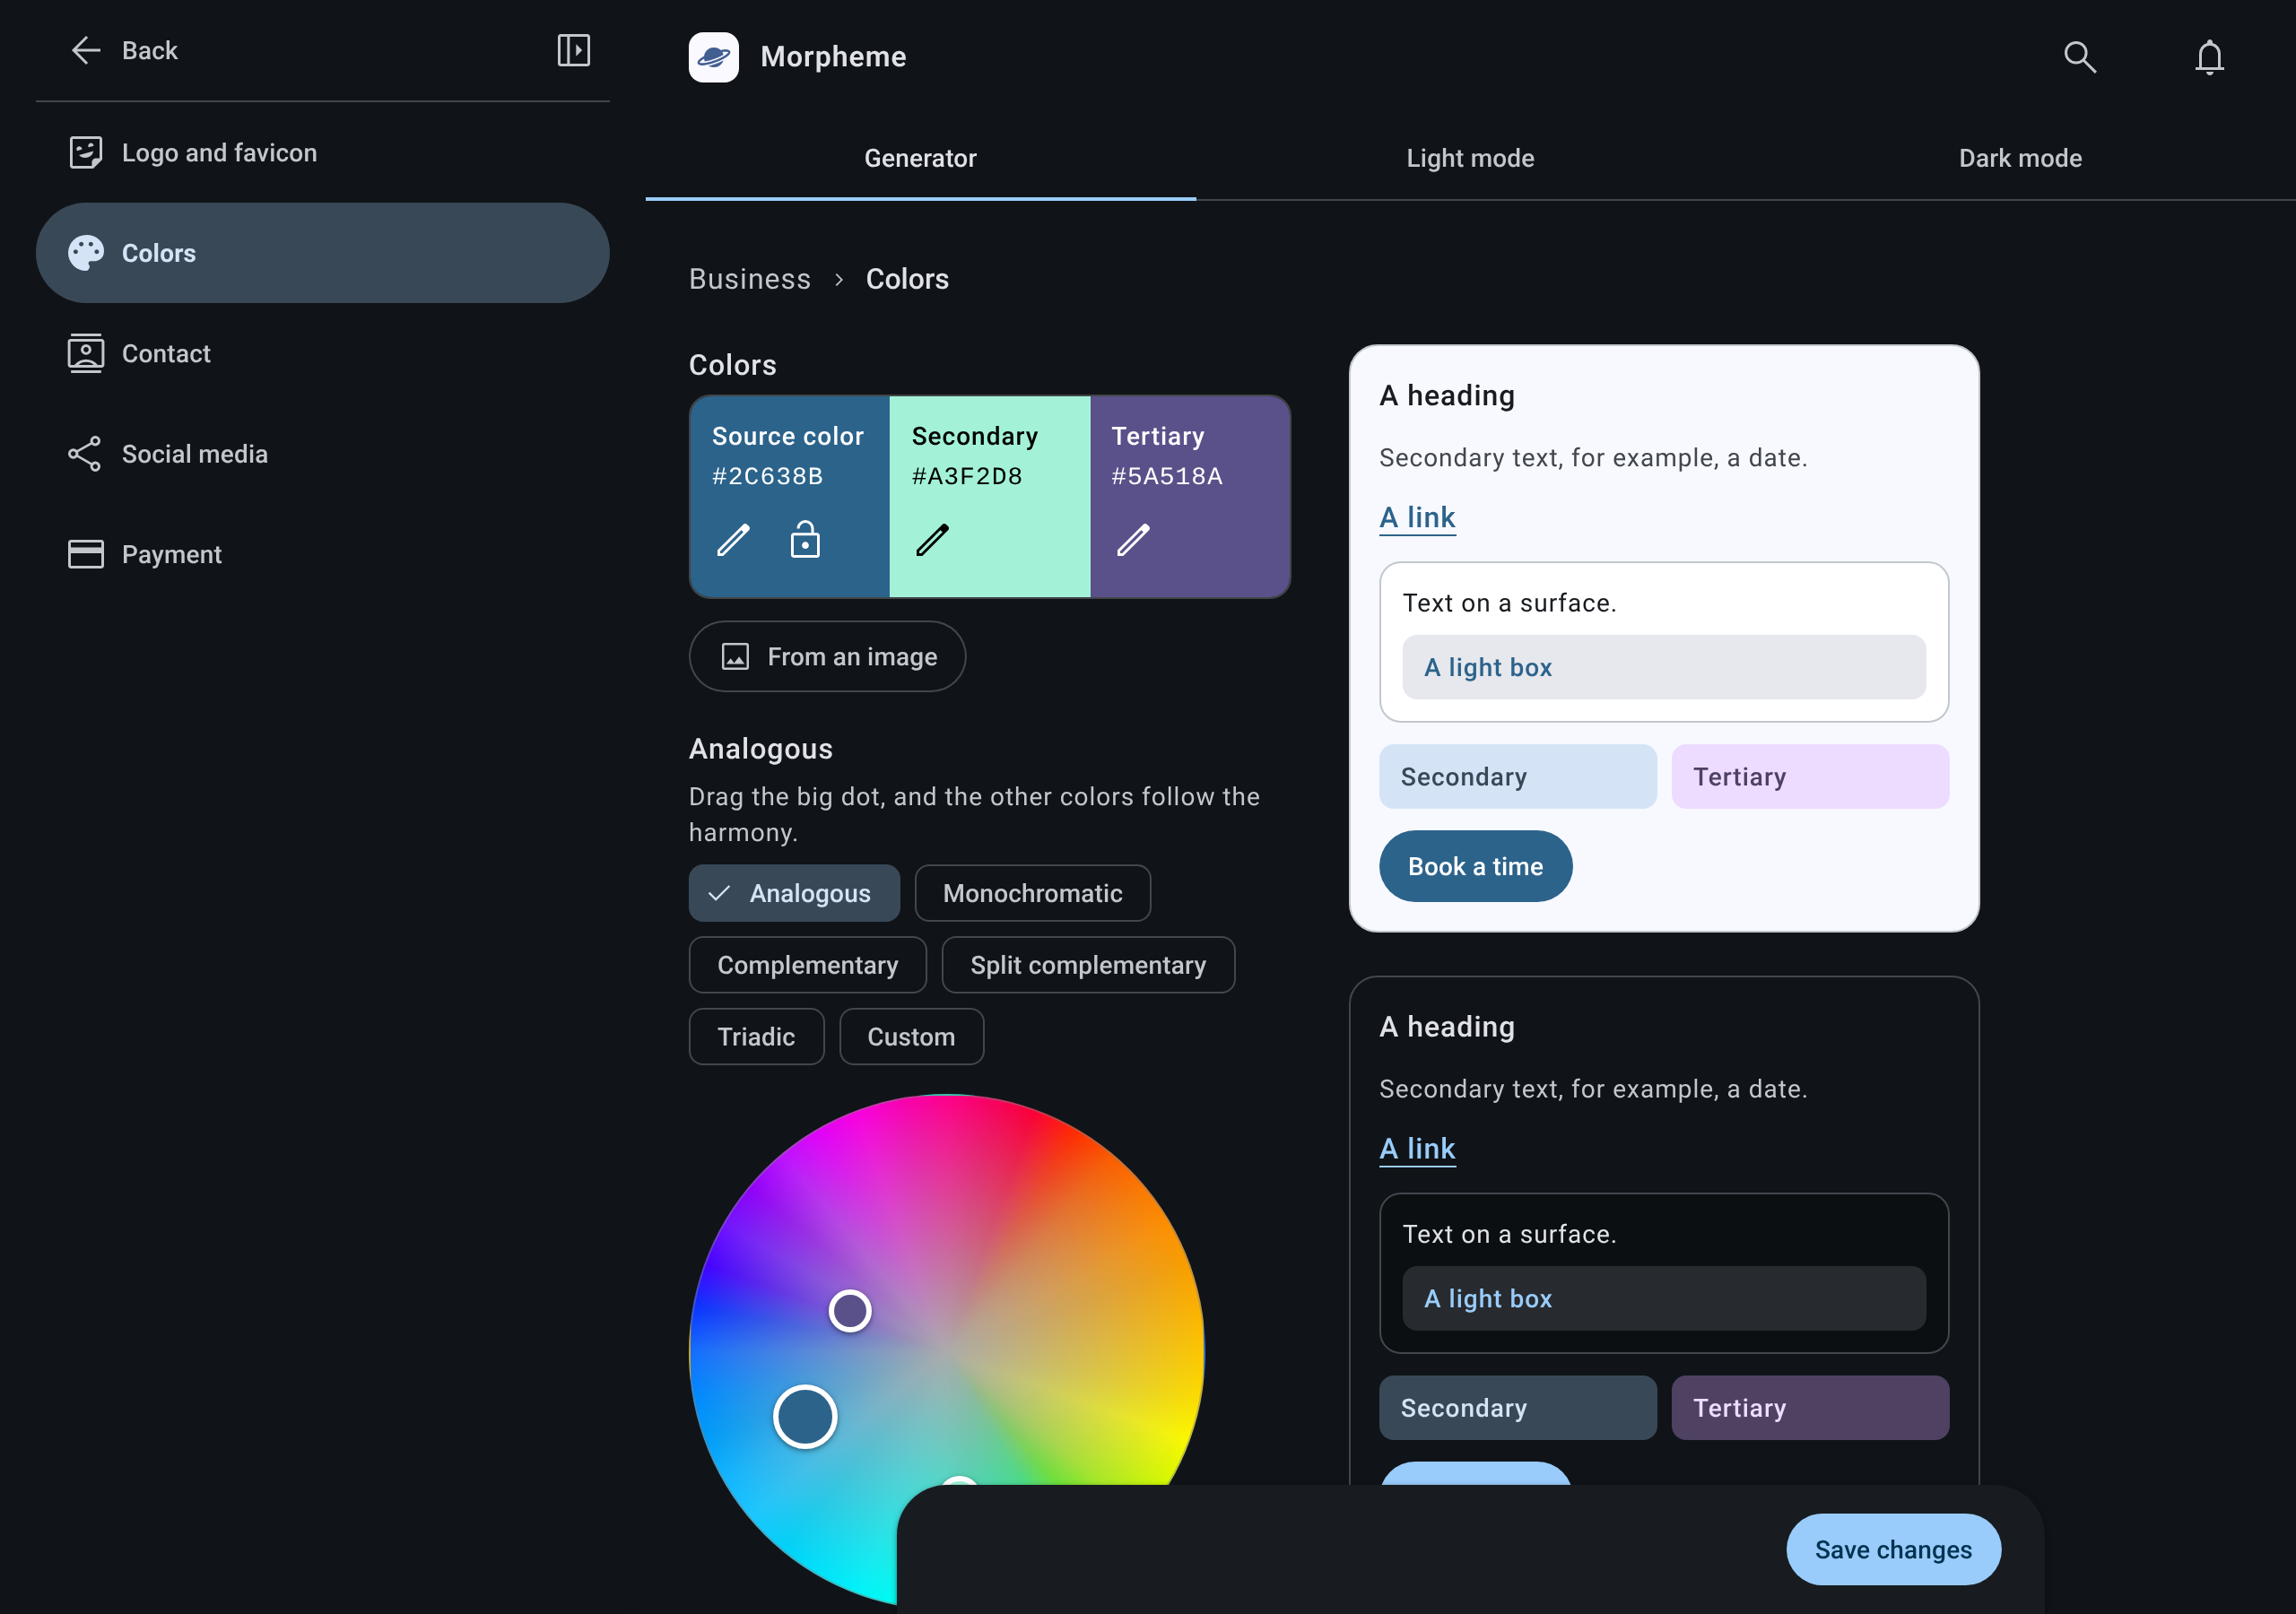 Back
Logo and favicon
Colors
Contact
Social media
Payment
Morpheme
Generator
Light mode
Dark mode
Business › Colors
Colors
Source color
#2C638B
Secondary
#A3F2D8
Tertiary
#5A518A
From an image
Analogous
Drag the big dot, and the other colors follow the
harmony.
Analogous
Monochromatic
Complementary
Split complementary
Triadic
Custom
A heading
Secondary text, for example, a date.
A link
Text on a surface.
A light box
Secondary
Tertiary
Book a time
A heading
Secondary text, for example, a date.
A link
Text on a surface.
A light box
Secondary
Tertiary
Save changes